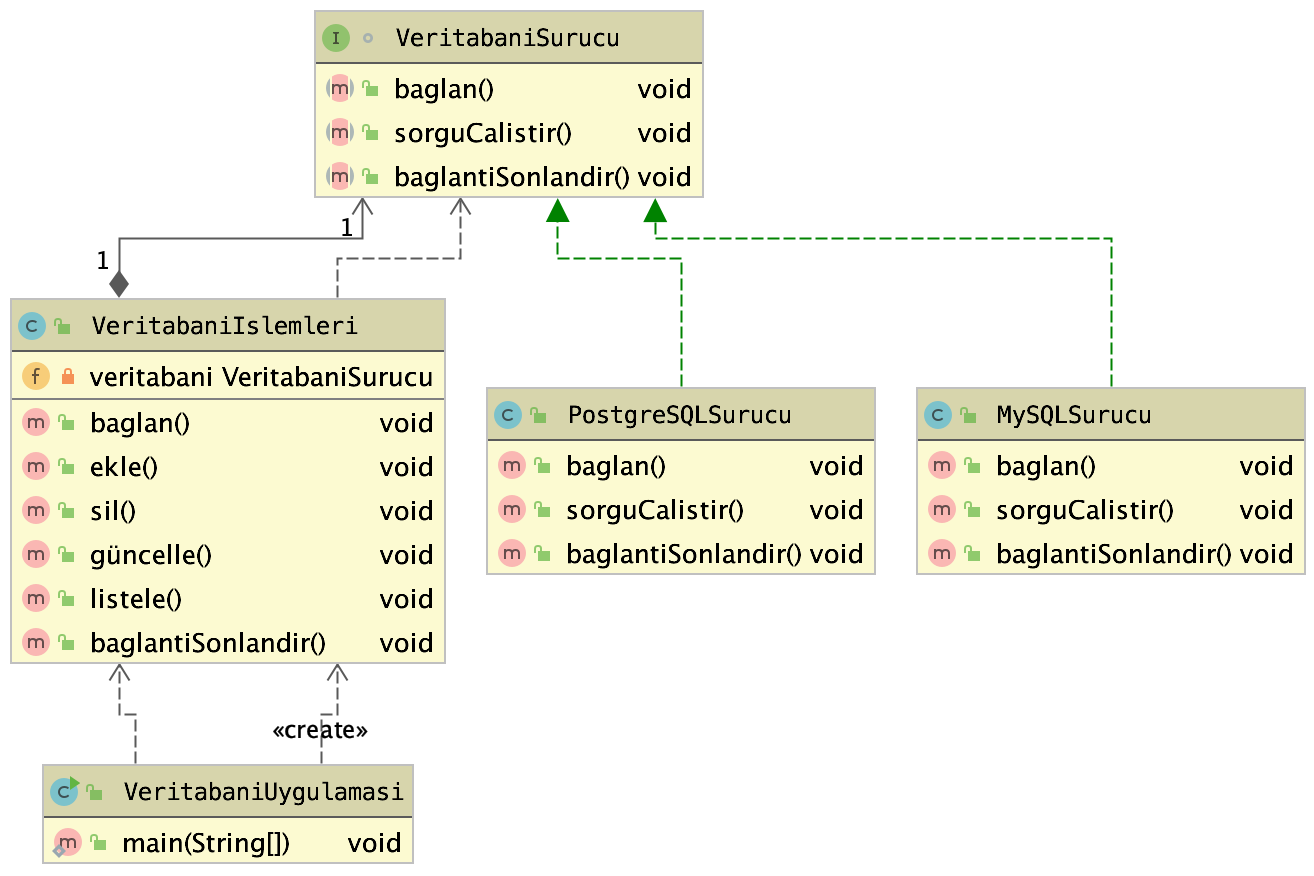 I VeritabaniSurucu
m baglan() void
m sorguCalistir() void
m baglantiSonlandir() void
1
1
C VeritabaniIslemleri
f veritabani VeritabaniSurucu
m baglan() void
m ekle() void
m sil() void
m güncelle() void
m listele() void
m baglantiSonlandir() void
C PostgreSQLSurucu
m baglan() void
m sorguCalistir() void
m baglantiSonlandir() void
C MySQLSurucu
m baglan() void
m sorguCalistir() void
m baglantiSonlandir() void
«create»
C VeritabaniUygulamasi
m main(String[]) void